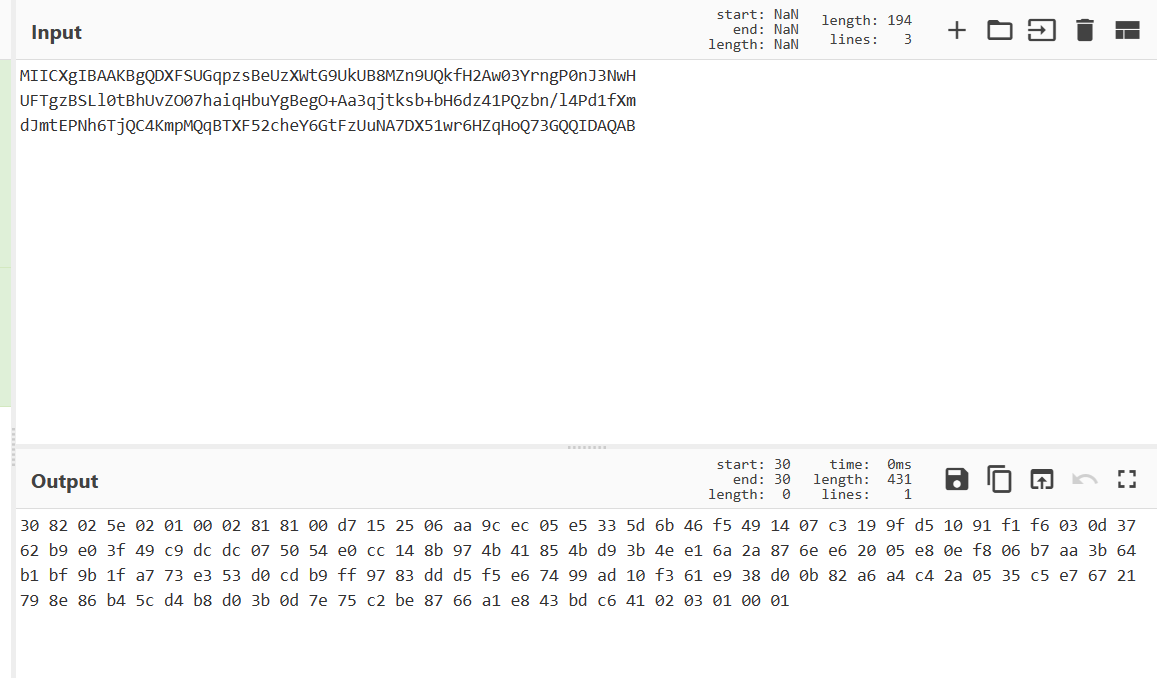 Input
start: NaN
end: NaN
length: NaN
length: 194
lines: 3
MIICXgIBAAKBgQDXFSUGqpzsBeUzXWtG9UkUB8MZn9UQkfH2Aw03YrngP0nJ3NwH
UFTgzBSLl0tBhUvZO07haiqHbuYgBegO+Aa3qjtksb+bH6dz41PQzbn/l4Pd1fXm
dJmtEPNh6TjQC4KmpMQqBTXF52cheY6GtFzUuNA7DX51wr6HZqHoQ73GQQIDAQAB
Output
start: 30
end: 30
length: 0
time: 0ms
length: 431
lines: 1
30 82 02 5e 02 01 00 02 81 81 00 d7 15 25 06 aa 9c ec 05 e5 33 5d 6b 46 f5 49 14 07 c3 19 9f d5 10 91 f1 f6 03 0d 37
62 b9 e0 3f 49 c9 dc dc 07 50 54 e0 cc 14 8b 97 4b 41 85 4b d9 3b 4e e1 6a 2a 87 6e e6 20 05 e8 0e f8 06 b7 aa 3b 64
b1 bf 9b 1f a7 73 e3 53 d0 cd b9 ff 97 83 dd d5 f5 e6 74 99 ad 10 f3 61 e9 38 d0 0b 82 a6 a4 c4 2a 05 35 c5 e7 67 21
79 8e 86 b4 5c d4 b8 d0 3b 0d 7e 75 c2 be 87 66 a1 e8 43 bd c6 41 02 03 01 00 01